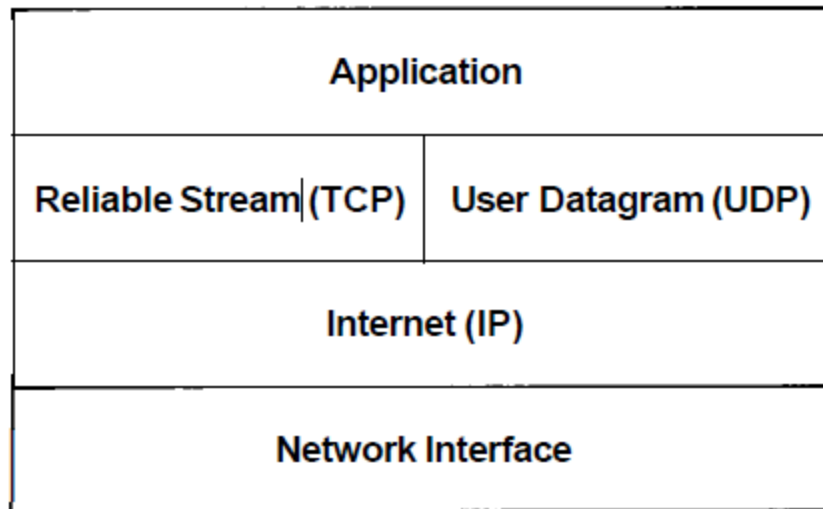 Application
Reliable Stream (TCP) User Datagram (UDP)
Internet (IP)
Network Interface